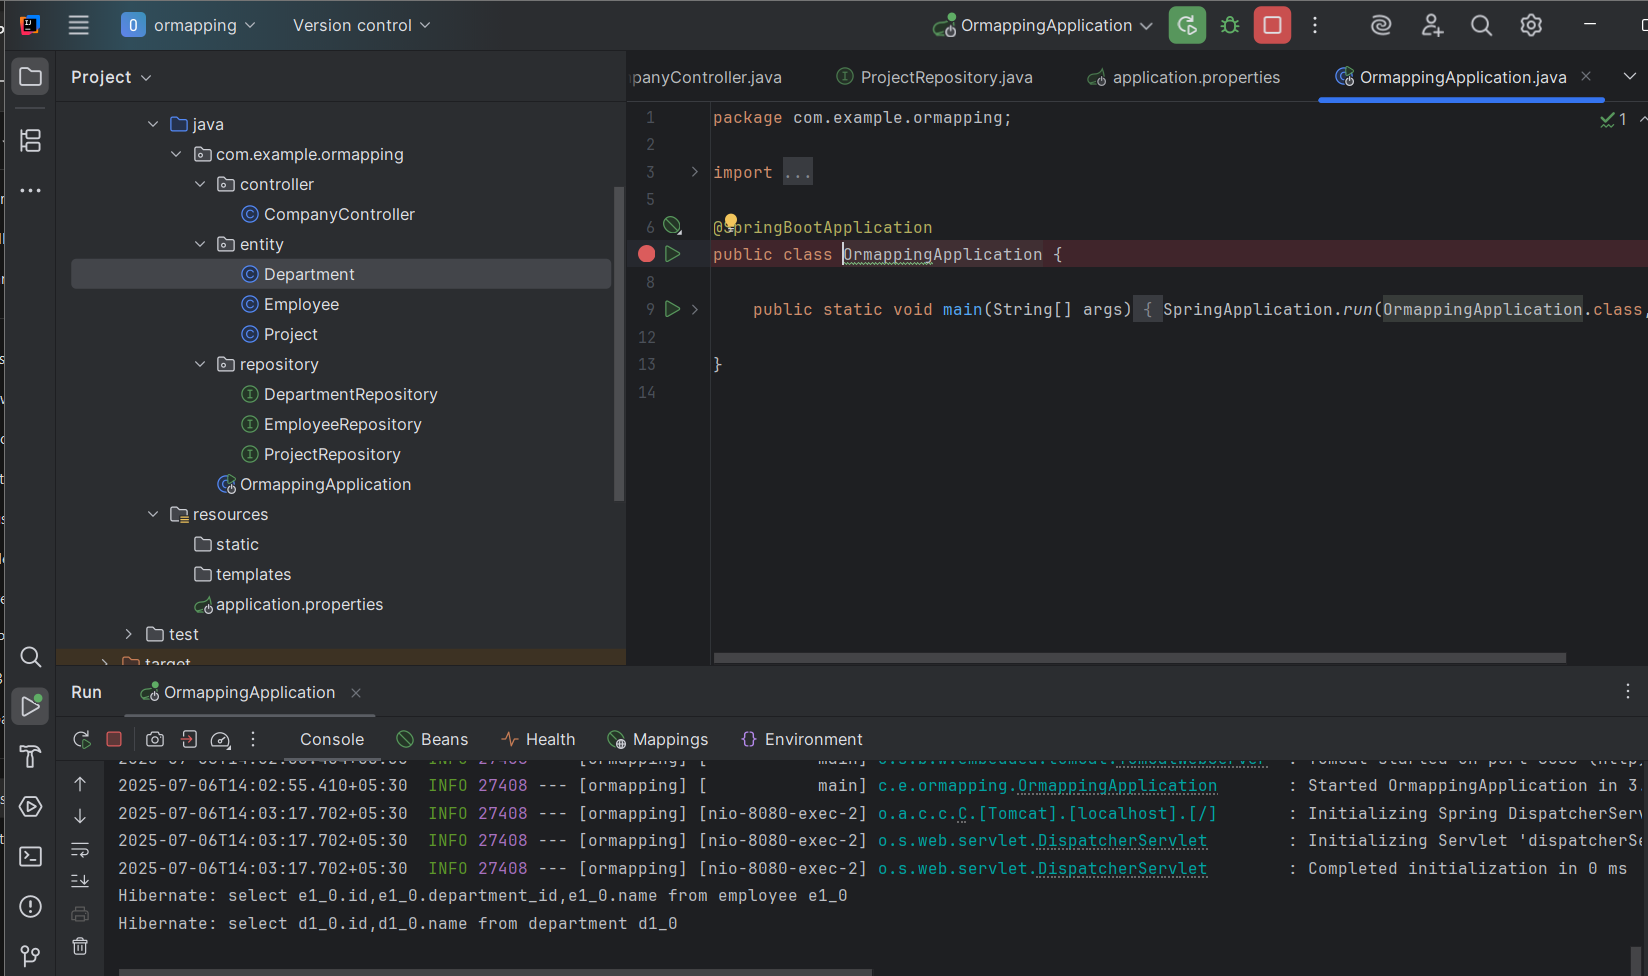 O ormapping
Version control
OrmappingApplication
Project
panyController.java
ProjectRepository.java
application.properties
OrmappingApplication.java
java
com.example.ormapping
controller
CompanyController
entity
Department
Employee
Project
repository
DepartmentRepository
EmployeeRepository
ProjectRepository
OrmappingApplication
resources
static
templates
application.properties
test
target
1 package com.example.ormapping;
2
3 import ...
5
6 @SpringBootApplication
public class OrmappingApplication {
8
9 public static void main(String[] args) { SpringApplication.run(OrmappingApplication.class,
12
13 }
14
1
Run
OrmappingApplication
Console
Beans
Health
Mappings
Environment
2025-07-06T14:02:55.410+05:30 INFO 27408 --- [ormapping] [ main] c.e.ormapping.OrmappingApplication : Started OrmappingApplication in 3.
2025-07-06T14:03:17.702+05:30 INFO 27408 --- [ormapping] [nio-8080-exec-2] o.a.c.c.C.[Tomcat].[localhost].[/] : Initializing Spring DispatcherServ
2025-07-06T14:03:17.702+05:30 INFO 27408 --- [ormapping] [nio-8080-exec-2] o.s.web.servlet.DispatcherServlet : Initializing Servlet 'dispatcherSe
2025-07-06T14:03:17.702+05:30 INFO 27408 --- [ormapping] [nio-8080-exec-2] o.s.web.servlet.DispatcherServlet : Completed initialization in 0 ms
Hibernate: select e1_0.id,e1_0.department_id,e1_0.name from employee e1_0
Hibernate: select d1_0.id,d1_0.name from department d1_0